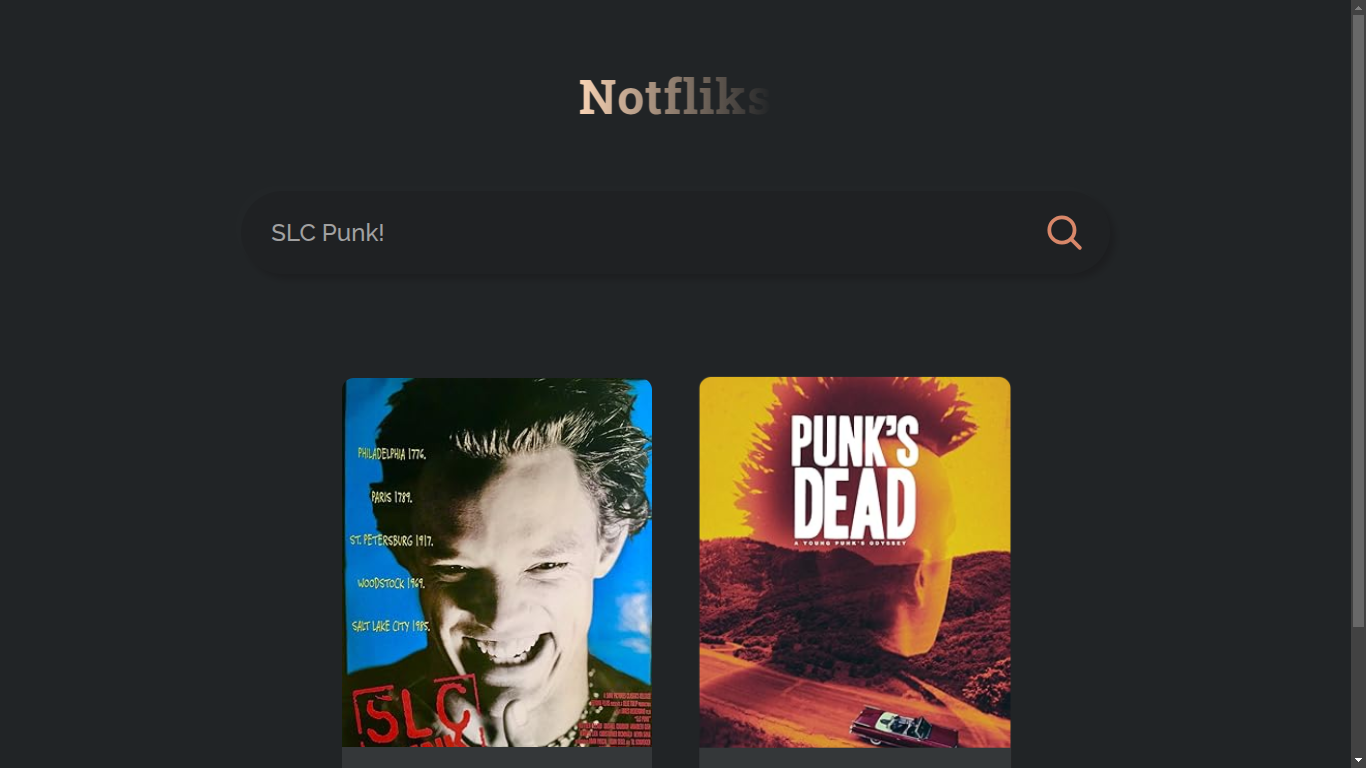 Notfliks
SLC Punk!
PHILADELPHIA 1776.
PARIS 1789.
ST. PETERSBURG 1917.
WOODSTOCK 1969.
SALT LAKE CITY 1985.
SLC
PUNK'S
DEAD
A YOUNG PUNK'S ODYSSEY